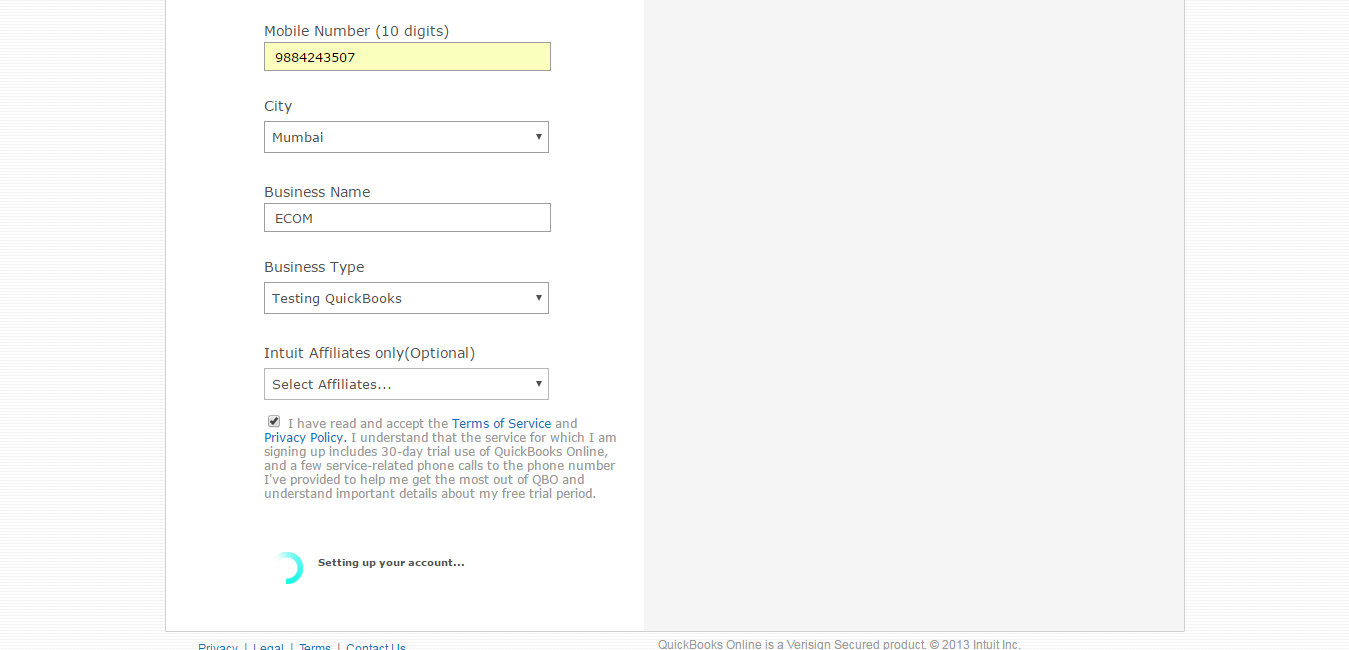 Mobile Number (10 digits)
9884243507
City
Mumbai
Business Name
ECOM
Business Type
Testing QuickBooks
Intuit Affiliates only(Optional)
Select Affiliates...
I have read and accept the Terms of Service and
Privacy Policy. I understand that the service for which I am
signing up includes 30-day trial use of QuickBooks Online,
and a few service-related phone calls to the phone number
I've provided to help me get the most out of QBO and
understand important details about my free trial period.
Setting up your account...
Privacy | Legal | Terms | Contact Us
QuickBooks Online is a Verisign Secured product. © 2013 Intuit Inc.